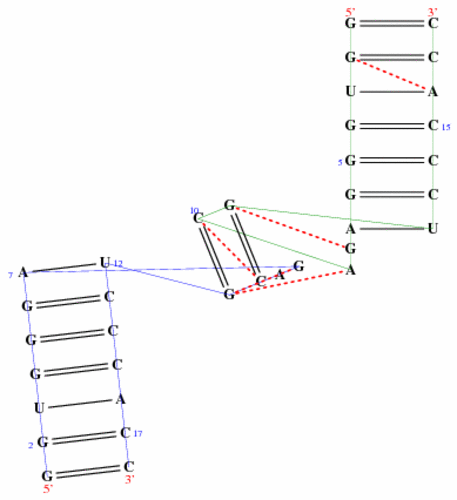 5' 3'
G C
G C
U A
G C 15
5 G C
G C
A U
G
A
10 C G
G C A G
7 A U 12
G C
G C
U A
2 G C 17
G C
5' 3'